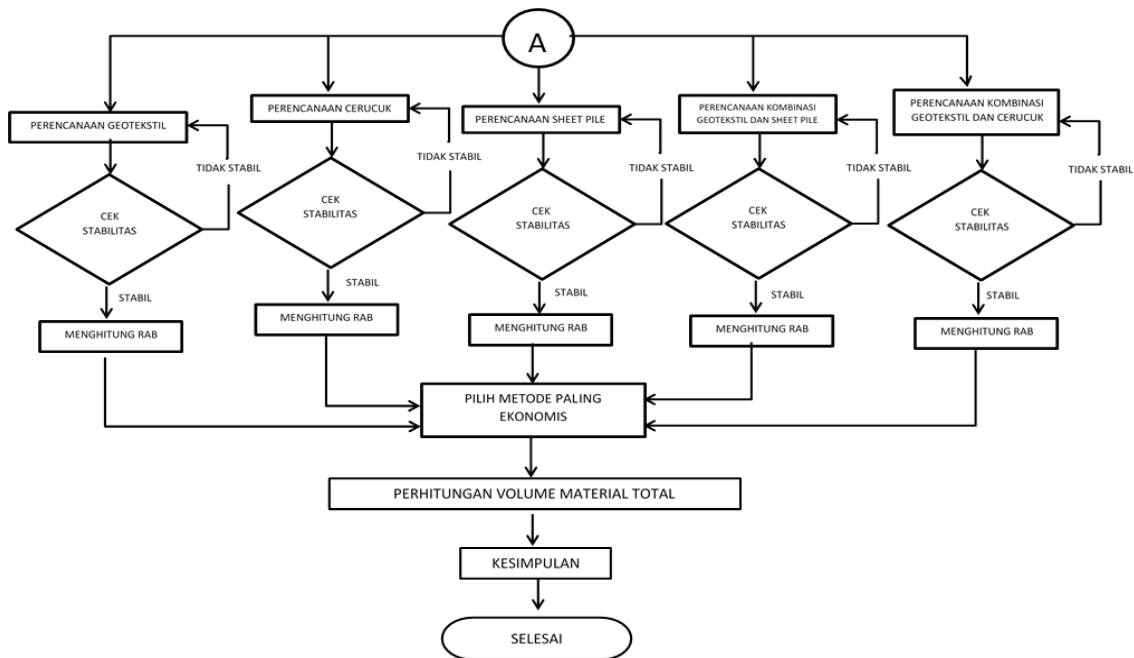 A
PERENCANAAN GEOTEKSTIL
PERENCANAAN CERUCUK
PERENCANAAN SHEET PILE
PERENCANAAN KOMBINASI
GEOTEKSTIL DAN SHEET PILE
PERENCANAAN KOMBINASI
GEOTEKSTIL DAN CERUCUK
TIDAK STABIL
TIDAK STABIL
TIDAK STABIL
TIDAK STABIL
TIDAK STABIL
CEK
STABILITAS
CEK
STABILITAS
CEK
STABILITAS
CEK
STABILITAS
CEK
STABILITAS
STABIL
STABIL
STABIL
STABIL
STABIL
MENGHITUNG RAB
MENGHITUNG RAB
MENGHITUNG RAB
MENGHITUNG RAB
MENGHITUNG RAB
PILIH METODE PALING
EKONOMIS
PERHITUNGAN VOLUME MATERIAL TOTAL
KESIMPULAN
SELESAI